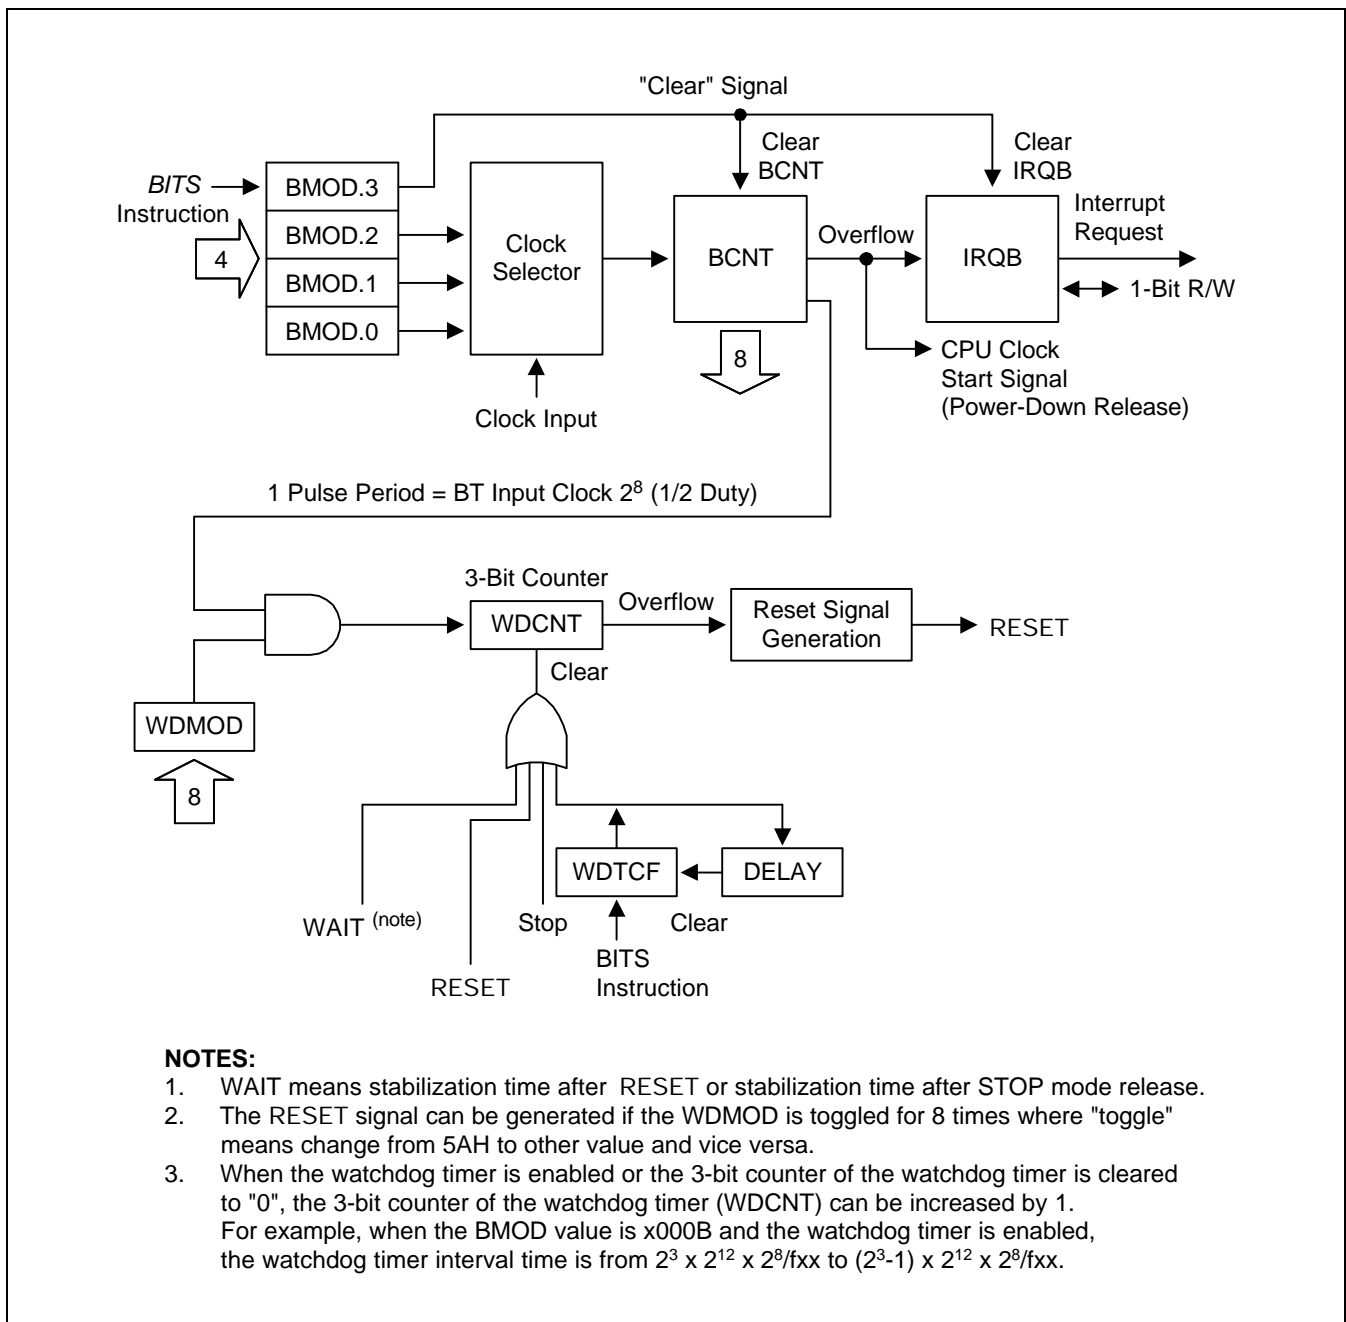 "Clear" Signal
Clear
BCNT
Clear
IRQB
BITS
Instruction
4
BMOD.3
BMOD.2
BMOD.1
BMOD.0
Clock
Selector
Clock Input
BCNT
8
Overflow
IRQB
Interrupt
Request
1-Bit R/W
CPU Clock
Start Signal
(Power-Down Release)
1 Pulse Period = BT Input Clock 2⁸ (1/2 Duty)
3-Bit Counter
WDCNT
Overflow
Reset Signal
Generation
RESET
Clear
WDMOD
8
WDTCF
DELAY
WAIT (note)
Stop
Clear
RESET
BITS
Instruction
NOTES:
1. WAIT means stabilization time after RESET or stabilization time after STOP mode release.
2. The RESET signal can be generated if the WDMOD is toggled for 8 times where "toggle"
means change from 5AH to other value and vice versa.
3. When the watchdog timer is enabled or the 3-bit counter of the watchdog timer is cleared
to "0", the 3-bit counter of the watchdog timer (WDCNT) can be increased by 1.
For example, when the BMOD value is x000B and the watchdog timer is enabled,
the watchdog timer interval time is from 2³ x 2¹² x 2⁸/fxx to (2³-1) x 2¹² x 2⁸/fxx.